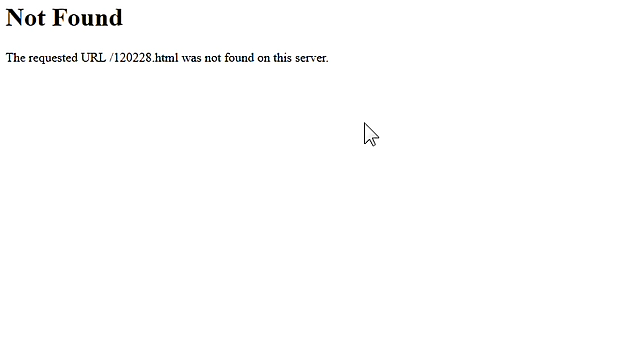 Not Found
The requested URL /120228.html was not found on this server.